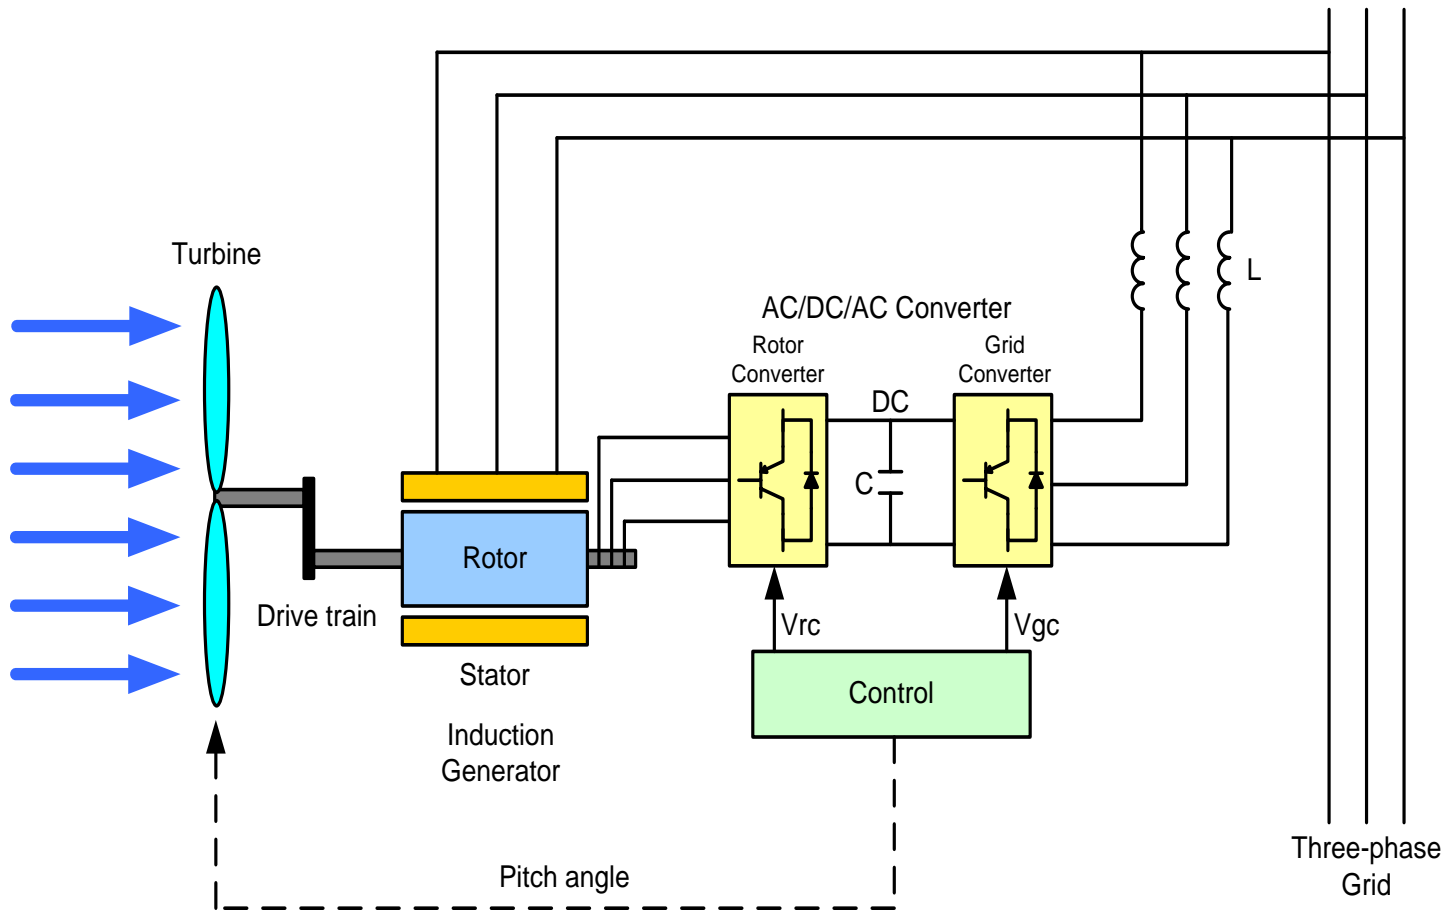 Turbine
L
AC/DC/AC Converter
Rotor
Converter
Grid
Converter
DC
C
Rotor
Drive train
Vrc
Vgc
Stator
Control
Induction
Generator
Three-phase
Grid
Pitch angle